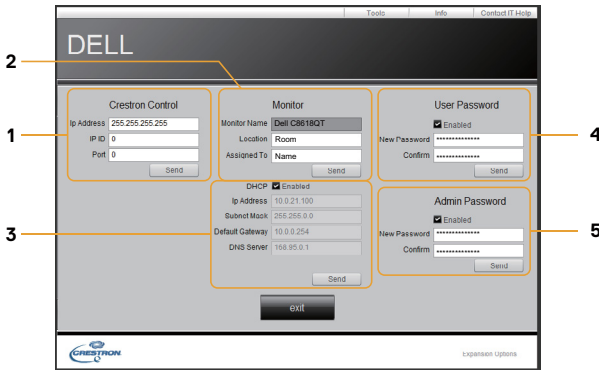 Tools Info Contact IT Help
DELL
2
1
3
4
5
Crestron Control
Ip Address 255.255.255.255
IP ID 0
Port 0
Send
Monitor
Monitor Name Dell C8618QT
Location Room
Assigned To Name
Send
DHCP Enabled
Ip Address 10.0.21.100
Subnet Mask 255.255.0.0
Default Gateway 10.0.0.254
DNS Server 168.95.0.1
Send
User Password
Enabled
New Password **************
Confirm **************
Send
Admin Password
Enabled
New Password **************
Confirm **************
Send
exit
CRESTRON
Expansion Options